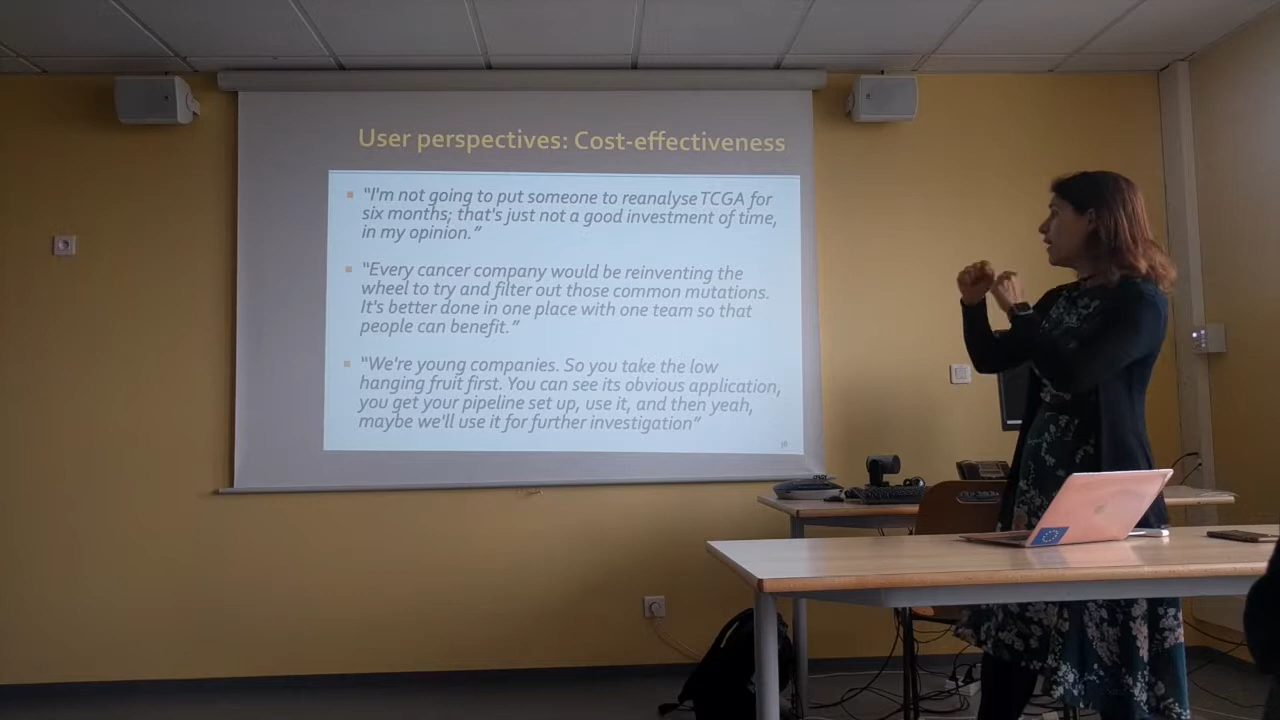 User perspectives: Cost-effectiveness
"I'm not going to put someone to reanalyse TCGA for
six months; that's just not a good investment of time,
in my opinion."
"Every cancer company would be reinventing the
wheel to try and filter out those common mutations.
It's better done in one place with one team so that
people can benefit."
"We're young companies. So you take the low
hanging fruit first. You can see its obvious application,
you get your pipeline set up, use it, and then yeah,
maybe we'll use it for further investigation"